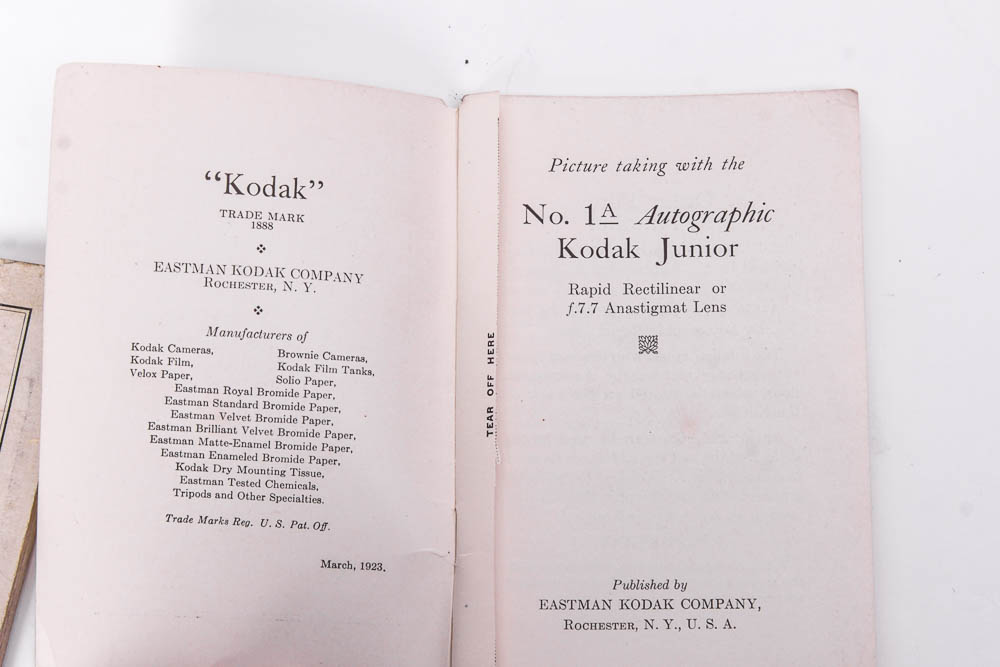 “Kodak”
TRADE MARK
1888
EASTMAN KODAK COMPANY
ROCHESTER, N. Y.
Manufacturers of
Kodak Cameras, Brownie Cameras,
Kodak Film, Kodak Film Tanks,
Velox Paper, Solio Paper,
Eastman Royal Bromide Paper,
Eastman Standard Bromide Paper,
Eastman Velvet Bromide Paper,
Eastman Brilliant Velvet Bromide Paper,
Eastman Matte-Enamel Bromide Paper,
Eastman Enameled Bromide Paper,
Kodak Dry Mounting Tissue,
Eastman Tested Chemicals,
Tripods and Other Specialties.
Trade Marks Reg. U. S. Pat. Off.
March, 1923.
TEAR OFF HERE
Picture taking with the
No. 1A Autographic
Kodak Junior
Rapid Rectilinear or
f.7.7 Anastigmat Lens
Published by
EASTMAN KODAK COMPANY,
ROCHESTER, N. Y., U. S. A.